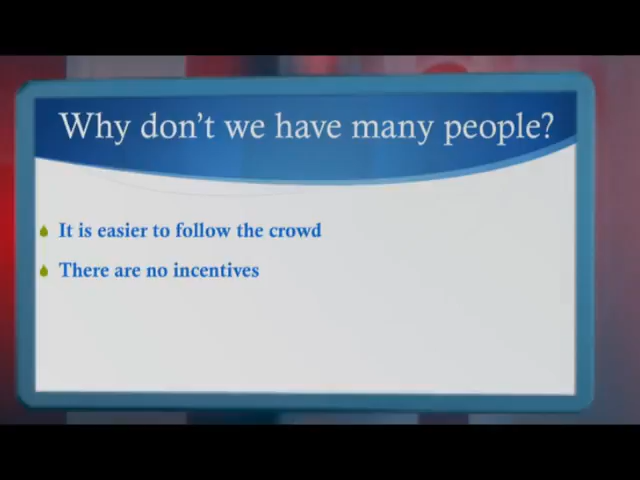 Why don't we have many people?
It is easier to follow the crowd
There are no incentives